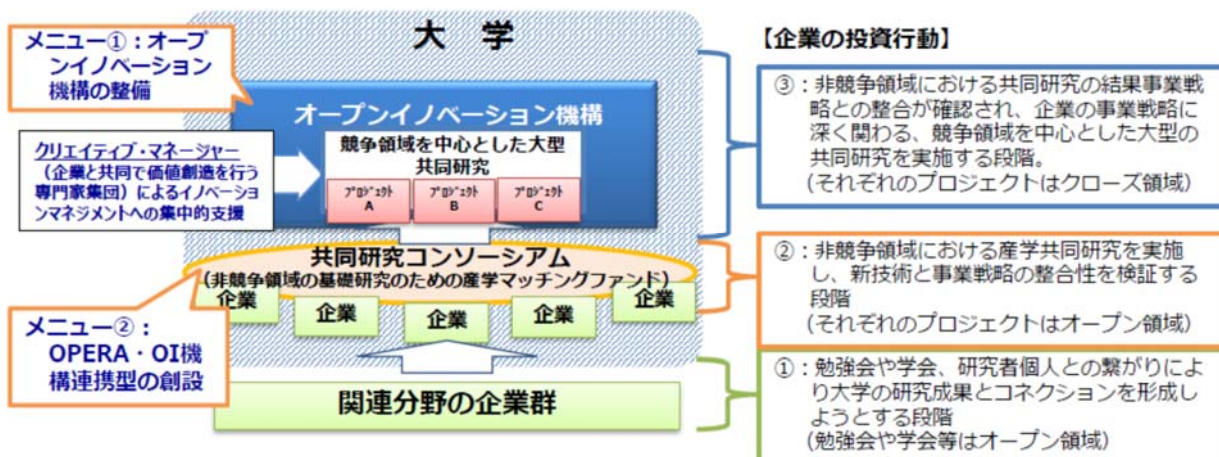 メニュー①：オープ
ンイノベーション
機構の整備
大 学
オープンイノベーション機構
クリエイティブ・マネージャー
（企業と共同で価値創造を行う
専門家集団）によるイノベーショ
ンマネジメントへの集中的支援
競争領域を中心とした大型
共同研究
ﾌﾟﾛｼﾞｪｸﾄ
A
ﾌﾟﾛｼﾞｪｸﾄ
B
ﾌﾟﾛｼﾞｪｸﾄ
C
共同研究コンソーシアム
（非競争領域の基礎研究のための産学マッチングファンド）
企業
企業
企業
企業
企業
メニュー②：
OPERA・OI機
構連携型の創設
関連分野の企業群
【企業の投資行動】
③：非競争領域における共同研究の結果事業戦
略との整合が確認され、企業の事業戦略に
深く関わる、競争領域を中心とした大型の
共同研究を実施する段階。
（それぞれのプロジェクトはクローズ領域）
②：非競争領域における産学共同研究を実施
し、新技術と事業戦略の整合性を検証する
段階
（それぞれのプロジェクトはオープン領域）
①：勉強会や学会、研究者個人との繋がりによ
り大学の研究成果とコネクションを形成し
ようとする段階
（勉強会や学会等はオープン領域）